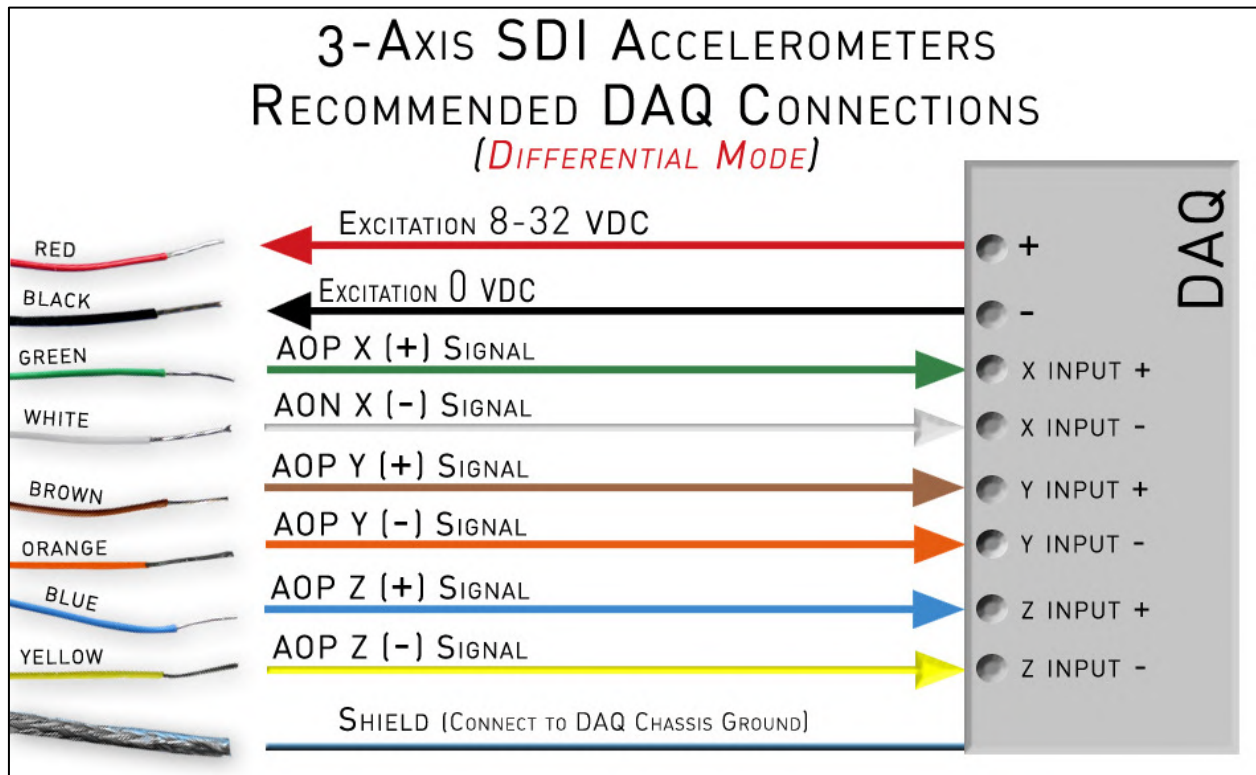 3-Axis SDI Accelerometers
Recommended DAQ Connections
(Differential Mode)
DAQ
RED
Excitation 8-32 VDC
+
BLACK
Excitation 0 VDC
-
GREEN
AOP X (+) Signal
X INPUT +
WHITE
AON X (-) Signal
X INPUT -
BROWN
AOP Y (+) Signal
Y INPUT +
ORANGE
AOP Y (-) Signal
Y INPUT -
BLUE
AOP Z (+) Signal
Z INPUT +
YELLOW
AOP Z (-) Signal
Z INPUT -
Shield (Connect to DAQ Chassis Ground)